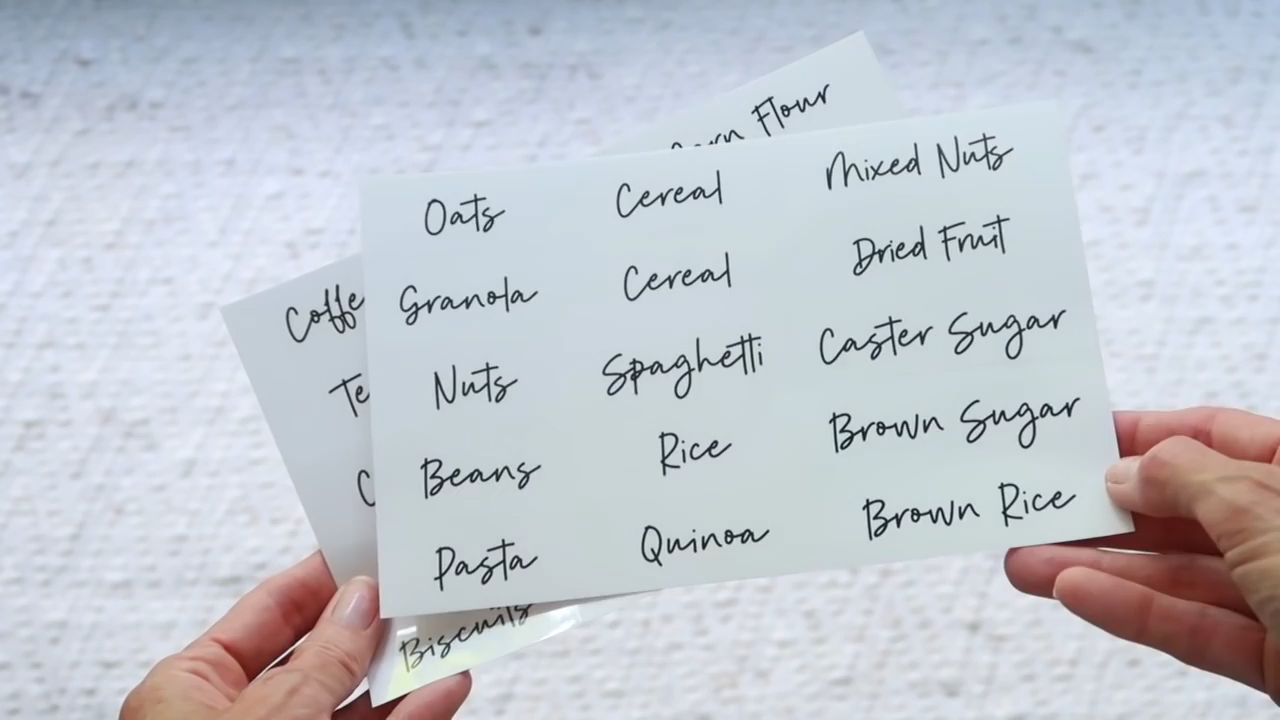 Flour
Oats Cereal Mixed Nuts
Granola Cereal Dried Fruit
Nuts Spaghetti Caster Sugar
Beans Rice Brown Sugar
Pasta Quinoa Brown Rice
Biscuits